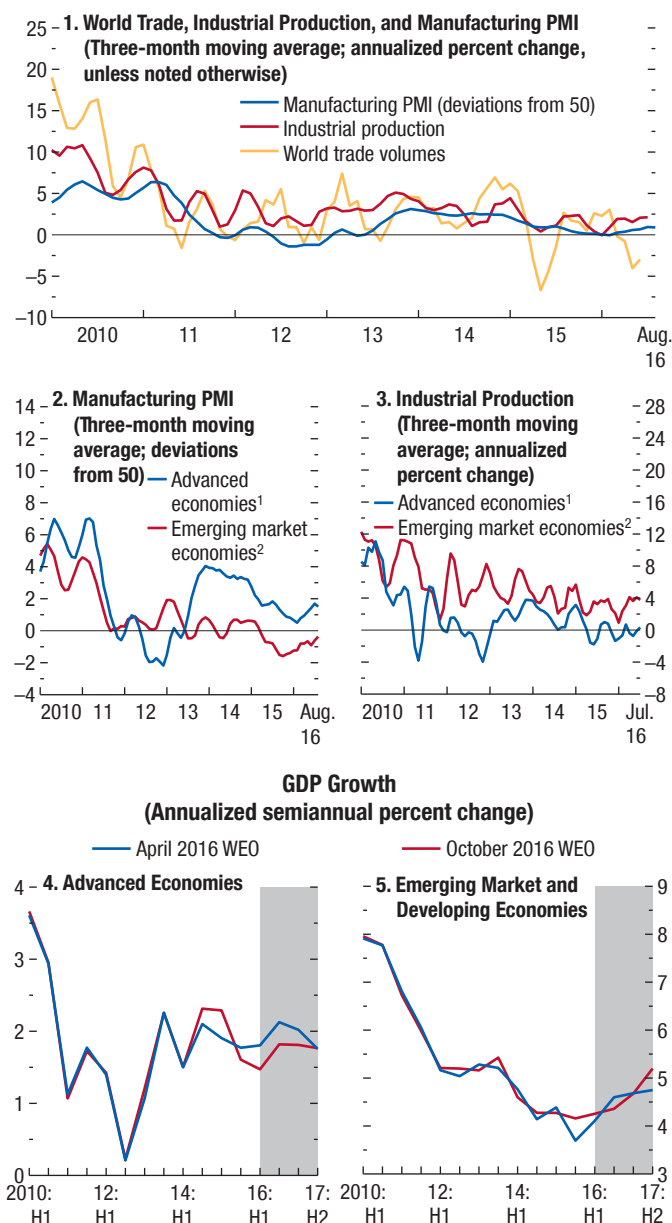 1. World Trade, Industrial Production, and Manufacturing PMI
(Three-month moving average; annualized percent change,
unless noted otherwise)
Manufacturing PMI (deviations from 50)
Industrial production
World trade volumes
25
20
15
10
5
0
–5
–10
2010 11 12 13 14 15 Aug.
16
2. Manufacturing PMI
(Three-month moving
average; deviations
from 50)
Advanced
economies1
Emerging market
economies2
14
12
10
8
6
4
2
0
–2
–4
2010 11 12 13 14 15 Aug.
16
3. Industrial Production
(Three-month moving
average; annualized
percent change)
Advanced economies1
Emerging market economies2
28
24
20
16
12
8
4
0
–4
–8
2010 11 12 13 14 15 Jul.
16
GDP Growth
(Annualized semiannual percent change)
April 2016 WEO
October 2016 WEO
4. Advanced Economies
4
3
2
1
0
2010: 12: 14: 16: 17:
H1 H1 H1 H1 H2
5. Emerging Market and
Developing Economies
9
8
7
6
5
4
3
2010: 12: 14: 16: 17:
H1 H1 H1 H1 H2